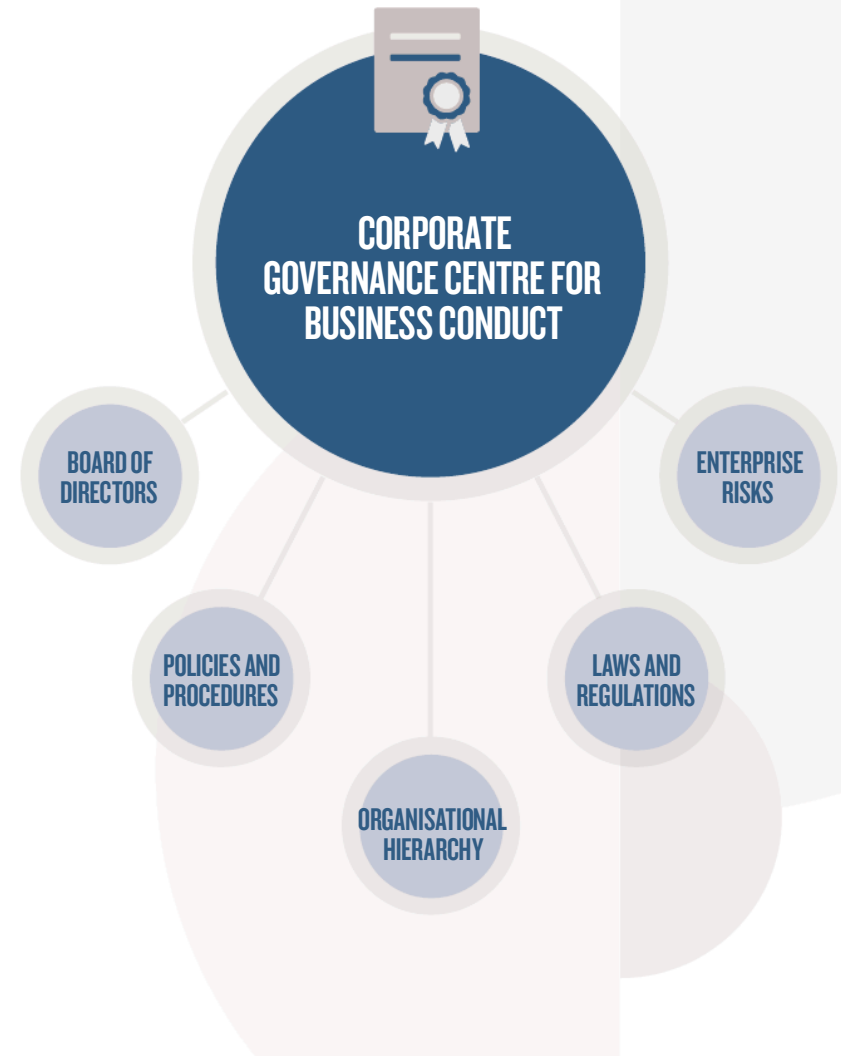 CORPORATE
GOVERNANCE CENTRE FOR
BUSINESS CONDUCT
BOARD OF
DIRECTORS
ENTERPRISE
RISKS
POLICIES AND
PROCEDURES
LAWS AND
REGULATIONS
ORGANISATIONAL
HIERARCHY